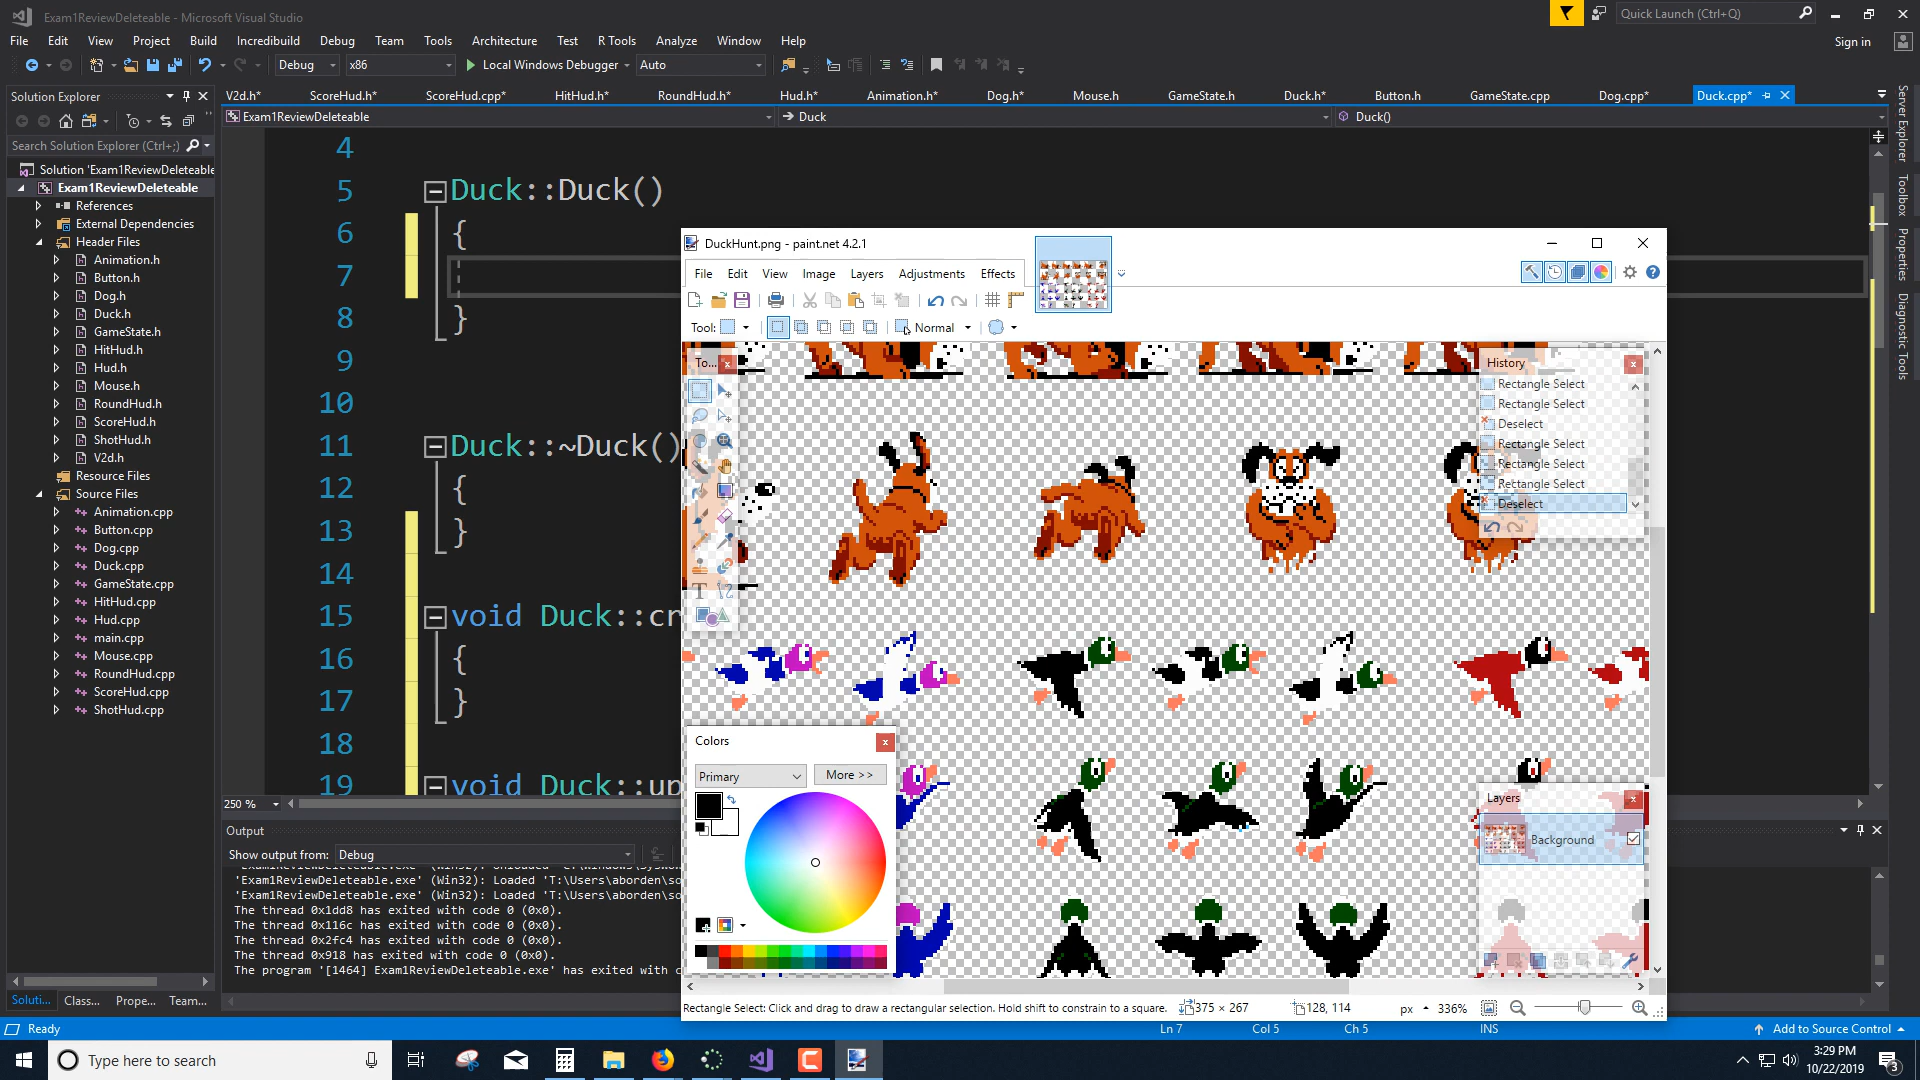 Exam1ReviewDeleteable - Microsoft Visual Studio
Quick Launch (Ctrl+Q)
File Edit View Project Build Incredibuild Debug Team Tools Architecture Test R Tools Analyze Window Help
Sign in
Debug x86 Local Windows Debugger Auto
Solution Explorer
V2d.h* ScoreHud.h* ScoreHud.cpp* HitHud.h* RoundHud.h* Hud.h* Animation.h* Dog.h* Mouse.h GameState.h Duck.h* Button.h GameState.cpp Dog.cpp* Duck.cpp*
Exam1ReviewDeleteable Duck Duck()
Search Solution Explorer (Ctrl+;)
Solution 'Exam1ReviewDeleteable
Exam1ReviewDeleteable
References
External Dependencies
Header Files
Animation.h
Button.h
Dog.h
Duck.h
GameState.h
HitHud.h
Hud.h
Mouse.h
RoundHud.h
ScoreHud.h
ShotHud.h
V2d.h
Resource Files
Source Files
Animation.cpp
Button.cpp
Dog.cpp
Duck.cpp
GameState.cpp
HitHud.cpp
Hud.cpp
main.cpp
Mouse.cpp
RoundHud.cpp
ScoreHud.cpp
ShotHud.cpp
Soluti... Class... Prope... Team...
4
5 Duck::Duck()
6 {
7
8 }
9
10
11 Duck::~Duck()
12 {
13 }
14
15 void Duck::cr
16 {
17 }
18
19 void Duck::up
250 %
Server Explorer
Toolbox
Properties
Diagnostic Tools
DuckHunt.png - paint.net 4.2.1
File Edit View Image Layers Adjustments Effects
Tool: Normal
To...
History
Rectangle Select
Rectangle Select
Deselect
Rectangle Select
Rectangle Select
Rectangle Select
Deselect
Colors
Primary More >>
Layers
Background
Rectangle Select: Click and drag to draw a rectangular selection. Hold shift to constrain to a square. 375 × 267 128, 114 px 336%
Output
Show output from: Debug
'Exam1ReviewDeleteable.exe' (Win32): Loaded 'T:\Users\aborden\so
'Exam1ReviewDeleteable.exe' (Win32): Loaded 'T:\Users\aborden\so
The thread 0x1dd8 has exited with code 0 (0x0).
The thread 0x116c has exited with code 0 (0x0).
The thread 0x2fc4 has exited with code 0 (0x0).
The thread 0x918 has exited with code 0 (0x0).
The program '[1464] Exam1ReviewDeleteable.exe' has exited with c
Ready Ln 7 Col 5 Ch 5 INS Add to Source Control
Type here to search
3:29 PM
10/22/2019
3